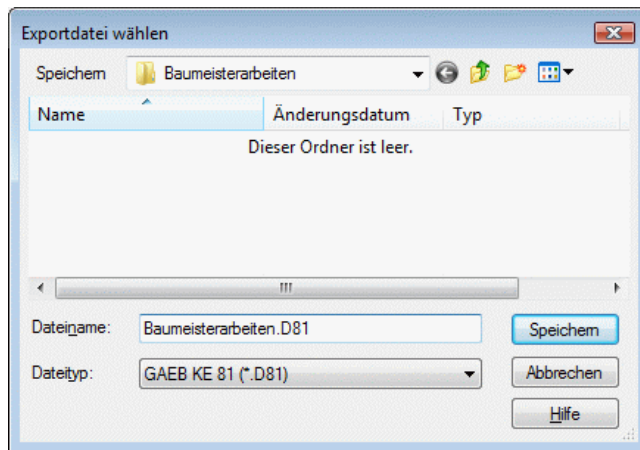 Exportdatei wählen
Speichern Baumeisterarbeiten
Name Änderungsdatum Typ
Dieser Ordner ist leer.
Dateiname: Baumeisterarbeiten.D81 Speichern
Dateityp: GAEB KE 81 (*.D81) Abbrechen
Hilfe